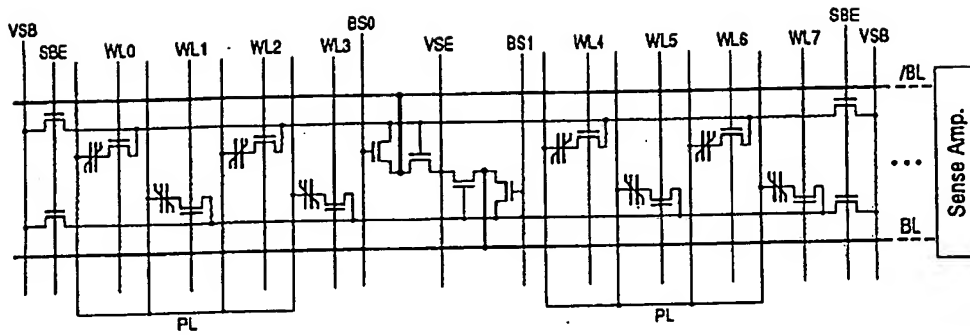 VSB SBE WL0 WL1 WL2 WL3 BS0 VSE BS1 WL4 WL5 WL6 WL7 SBE VSB
/BL
Sense Amp.
BL
PL PL